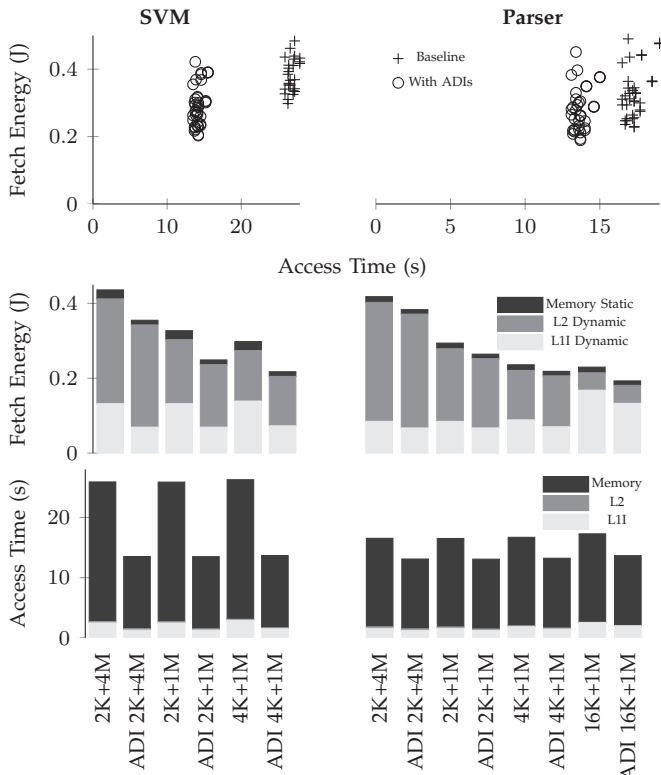 SVM
Parser
Fetch Energy (J)
0.4
0.2
0
0
10
20
Baseline
With ADIs
0
5
10
15
Access Time (s)
Fetch Energy (J)
0.4
0.2
0
Memory Static
L2 Dynamic
L1I Dynamic
Access Time (s)
20
10
0
Memory
L2
L1I
2K+4M
ADI 2K+4M
2K+1M
ADI 2K+1M
4K+1M
ADI 4K+1M
2K+4M
ADI 2K+4M
2K+1M
ADI 2K+1M
4K+1M
ADI 4K+1M
16K+1M
ADI 16K+1M